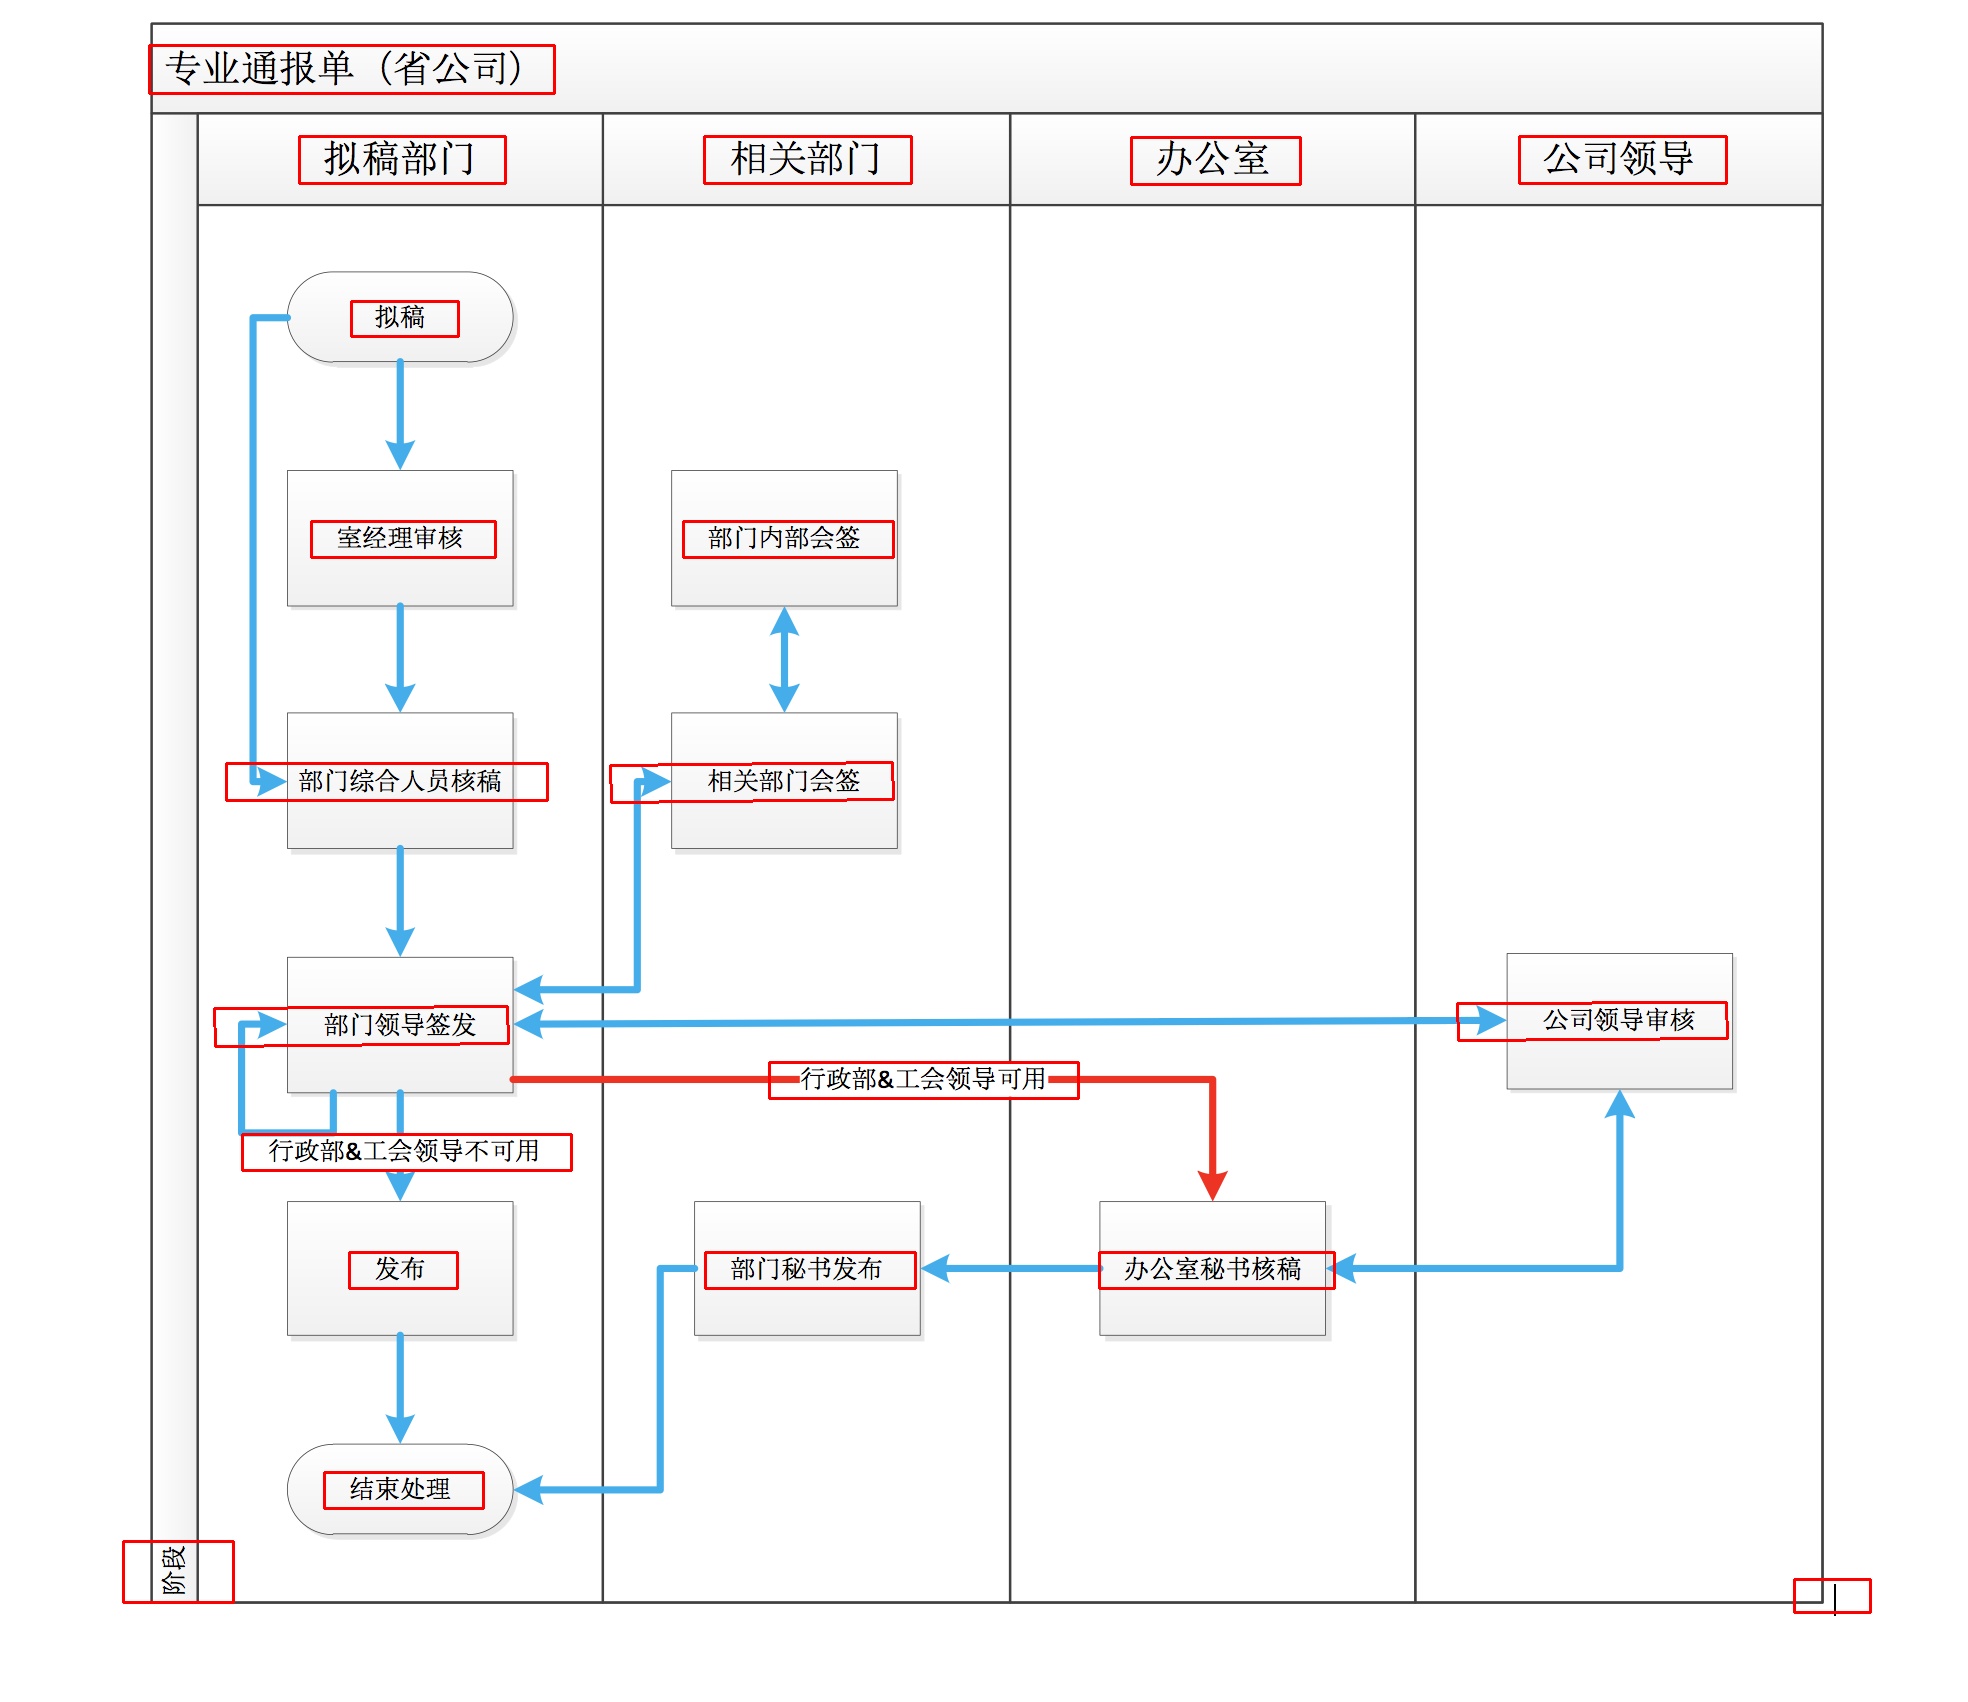 专业通报单（省公司）
拟稿部门
相关部门
办公室
公司领导
拟稿
室经理审核
部门内部会签
部门综合人员核稿
相关部门会签
部门领导签发
公司领导审核
行政部&工会领导可用
行政部&工会领导不可用
发布
部门秘书发布
办公室秘书核稿
结束处理
阶段